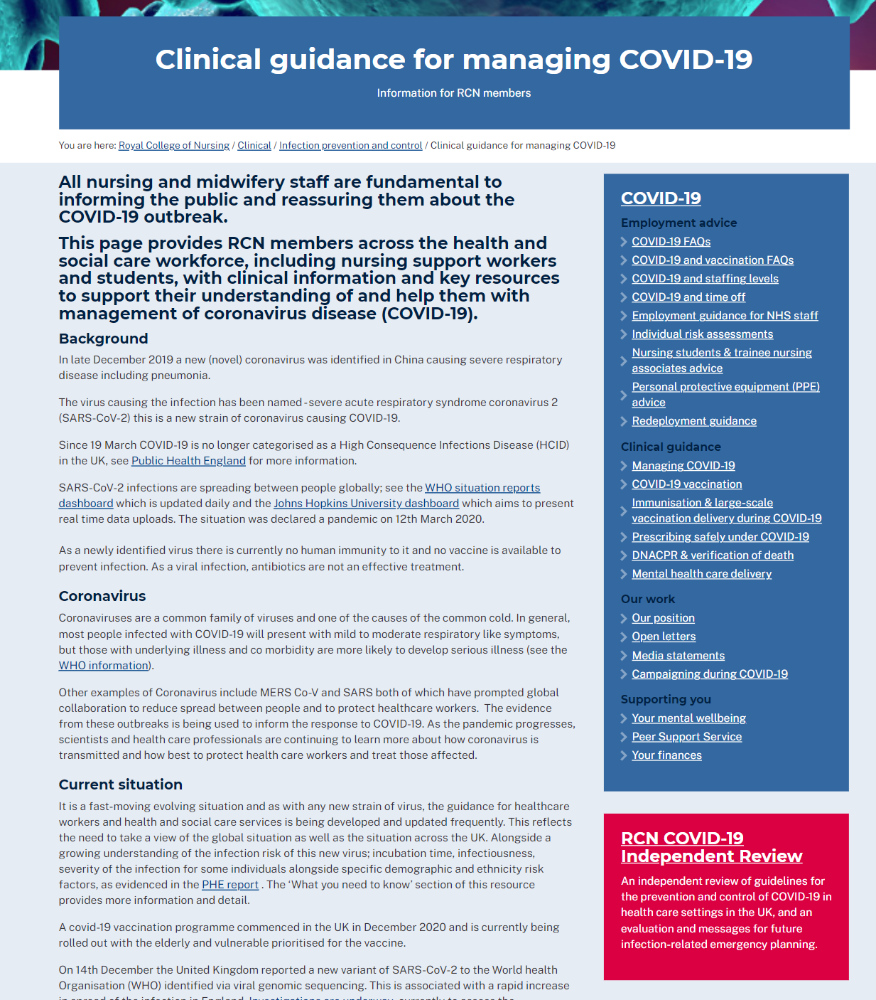 Clinical guidance for managing COVID-19
Information for RCN members
You are here: Royal College of Nursing / Clinical / Infection prevention and control / Clinical guidance for managing COVID-19
All nursing and midwifery staff are fundamental to
informing the public and reassuring them about the
COVID-19 outbreak.
This page provides RCN members across the health and
social care workforce, including nursing support workers
and students, with clinical information and key resources
to support their understanding of and help them with
management of coronavirus disease (COVID-19).
Background
In late December 2019 a new (novel) coronavirus was identified in China causing severe respiratory
disease including pneumonia.
The virus causing the infection has been named - severe acute respiratory syndrome coronavirus 2
(SARS-CoV-2) this is a new strain of coronavirus causing COVID-19.
Since 19 March COVID-19 is no longer categorised as a High Consequence Infections Disease (HCID)
in the UK, see Public Health England for more information.
SARS-CoV-2 infections are spreading between people globally; see the WHO situation reports
dashboard which is updated daily and the Johns Hopkins University dashboard which aims to present
real time data uploads. The situation was declared a pandemic on 12th March 2020.
As a newly identified virus there is currently no human immunity to it and no vaccine is available to
prevent infection. As a viral infection, antibiotics are not an effective treatment.
Coronavirus
Coronaviruses are a common family of viruses and one of the causes of the common cold. In general,
most people infected with COVID-19 will present with mild to moderate respiratory like symptoms,
but those with underlying illness and co morbidity are more likely to develop serious illness (see the
WHO information).
Other examples of Coronavirus include MERS Co-V and SARS both of which have prompted global
collaboration to reduce spread between people and to protect healthcare workers.  The evidence
from these outbreaks is being used to inform the response to COVID-19. As the pandemic progresses,
scientists and health care professionals are continuing to learn more about how coronavirus is
transmitted and how best to protect health care workers and treat those affected.
Current situation
It is a fast-moving evolving situation and as with any new strain of virus, the guidance for healthcare
workers and health and social care services is being developed and updated frequently. This reflects
the need to take a view of the global situation as well as the situation across the UK. Alongside a
growing understanding of the infection risk of this new virus; incubation time, infectiousness,
severity of the infection for some individuals alongside specific demographic and ethnicity risk
factors, as evidenced in the PHE report . The ‘What you need to know’ section of this resource
provides more information and detail.
A covid-19 vaccination programme commenced in the UK in December 2020 and is currently being
rolled out with the elderly and vulnerable prioritised for the vaccine.
On 14th December the United Kingdom reported a new variant of SARS-CoV-2 to the World health
Organisation (WHO) identified via viral genomic sequencing. This is associated with a rapid increase
COVID-19
Employment advice
COVID-19 FAQs
COVID-19 and vaccination FAQs
COVID-19 and staffing levels
COVID-19 and time off
Employment guidance for NHS staff
Individual risk assessments
Nursing students & trainee nursing
associates advice
Personal protective equipment (PPE)
advice
Redeployment guidance
Clinical guidance
Managing COVID-19
COVID-19 vaccination
Immunisation & large-scale
vaccination delivery during COVID-19
Prescribing safely under COVID-19
DNACPR & verification of death
Mental health care delivery
Our work
Our position
Open letters
Media statements
Campaigning during COVID-19
Supporting you
Your mental wellbeing
Peer Support Service
Your finances
RCN COVID-19
Independent Review
An independent review of guidelines for
the prevention and control of COVID-19 in
health care settings in the UK, and an
evaluation and messages for future
infection-related emergency planning.